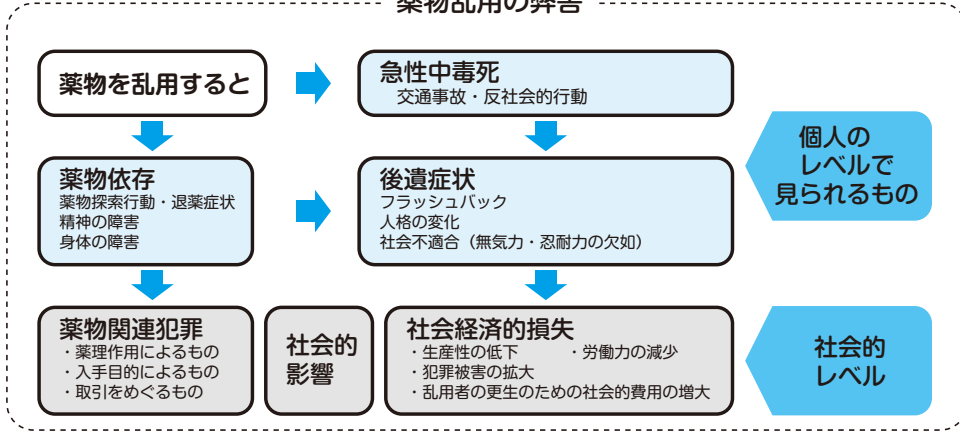 薬物乱用の弊害
薬物を乱用すると
急性中毒死
交通事故・反社会的行動
個人の
レベルで
見られるもの
薬物依存
薬物探索行動・退薬症状
精神の障害
身体の障害
後遺症状
フラッシュバック
人格の変化
社会不適合（無気力・忍耐力の欠如）
薬物関連犯罪
・薬理作用によるもの
・入手目的によるもの
・取引をめぐるもの
社会的
影響
社会経済的損失
・生産性の低下　・労働力の減少
・犯罪被害の拡大
・乱用者の更生のための社会的費用の増大
社会的
レベル